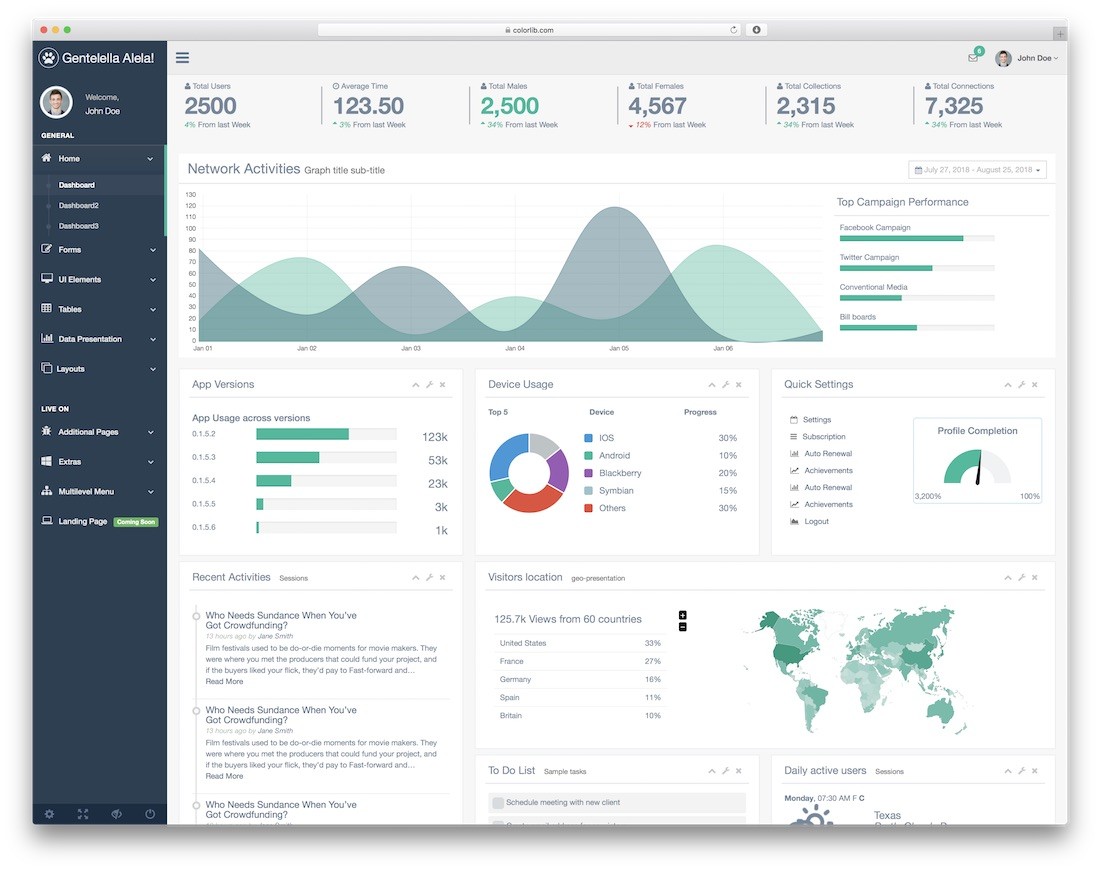 colorlib.com
Gentelella Alela!
Welcome,
John Doe
GENERAL
Home
Dashboard
Dashboard2
Dashboard3
Forms
UI Elements
Tables
Data Presentation
Layouts
LIVE ON
Additional Pages
Extras
Multilevel Menu
Landing Page Coming Soon
6
John Doe
Total Users
2500
4% From last Week
Average Time
123.50
3% From last Week
Total Males
2,500
34% From last Week
Total Females
4,567
12% From last Week
Total Collections
2,315
34% From last Week
Total Connections
7,325
34% From last Week
Network Activities Graph title sub-title
July 27, 2018 - August 25, 2018
130
120
110
100
90
80
70
60
50
40
30
20
10
0
Jan 01 Jan 02 Jan 03 Jan 04 Jan 05 Jan 06
Top Campaign Performance
Facebook Campaign
Twitter Campaign
Conventional Media
Bill boards
App Versions
App Usage across versions
0.1.5.2 123k
0.1.5.3 53k
0.1.5.4 23k
0.1.5.5 3k
0.1.5.6 1k
Device Usage
Top 5 Device Progress
IOS 30%
Android 10%
Blackberry 20%
Symbian 15%
Others 30%
Quick Settings
Settings
Subscription
Auto Renewal
Achievements
Auto Renewal
Achievements
Logout
Profile Completion
3,200% 100%
Recent Activities Sessions
Who Needs Sundance When You've
Got Crowdfunding?
13 hours ago by Jane Smith
Film festivals used to be do-or-die moments for movie makers. They
were where you met the producers that could fund your project, and
if the buyers liked your flick, they'd pay to Fast-forward and…
Read More
Who Needs Sundance When You've
Got Crowdfunding?
13 hours ago by Jane Smith
Film festivals used to be do-or-die moments for movie makers. They
were where you met the producers that could fund your project, and
if the buyers liked your flick, they'd pay to Fast-forward and…
Read More
Who Needs Sundance When You've
Got Crowdfunding?
Visitors location geo-presentation
125.7k Views from 60 countries
United States 33%
France 27%
Germany 16%
Spain 11%
Britain 10%
+
-
To Do List Sample tasks
Schedule meeting with new client
Daily active users Sessions
Monday, 07:30 AM F C
Texas